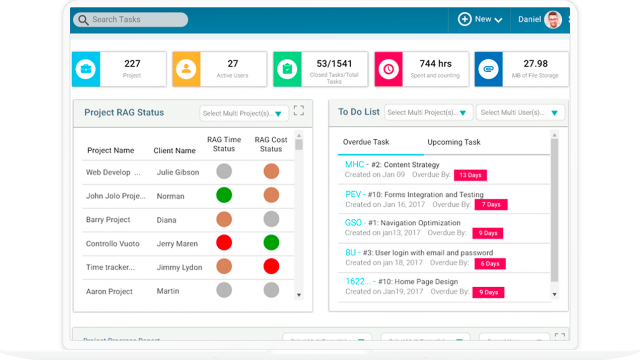 Search Tasks
New
Daniel
227
Project
27
Active Users
53/1541
Closed Tasks/Total
Tasks
744 hrs
Spent and counting
27.98
MB of File Storage
Project RAG Status
Select Multi Project(s)...
Project Name Client Name RAG Time Status RAG Cost Status
Web Develop ... Julie Gibson
John Jolo Proje... Norman
Barry Project Diana
Controllo Vuoto Jerry Maren
Time tracker... Jimmy Lydon
Aaron Project Martin
To Do List
Select Multi Project(s)...
Select Multi User(s)...
Overdue Task Upcoming Task
MHC - #2: Content Strategy
Created on Jan 09 Overdue By: 13 Days
PEV - #10: Forms Integration and Testing
Created on Jan 16, 2017 Overdue By: 7 Days
GSO - #1: Navigation Optimization
Created on jan13, 2017 Overdue By: 9 Days
8U - #3: User login with email and password
Created on jan 18, 2017 Overdue By: 6 Days
1622... - #10: Home Page Design
Created on Jan19, 2017 Overdue By: 9 Days
Project Progress Report